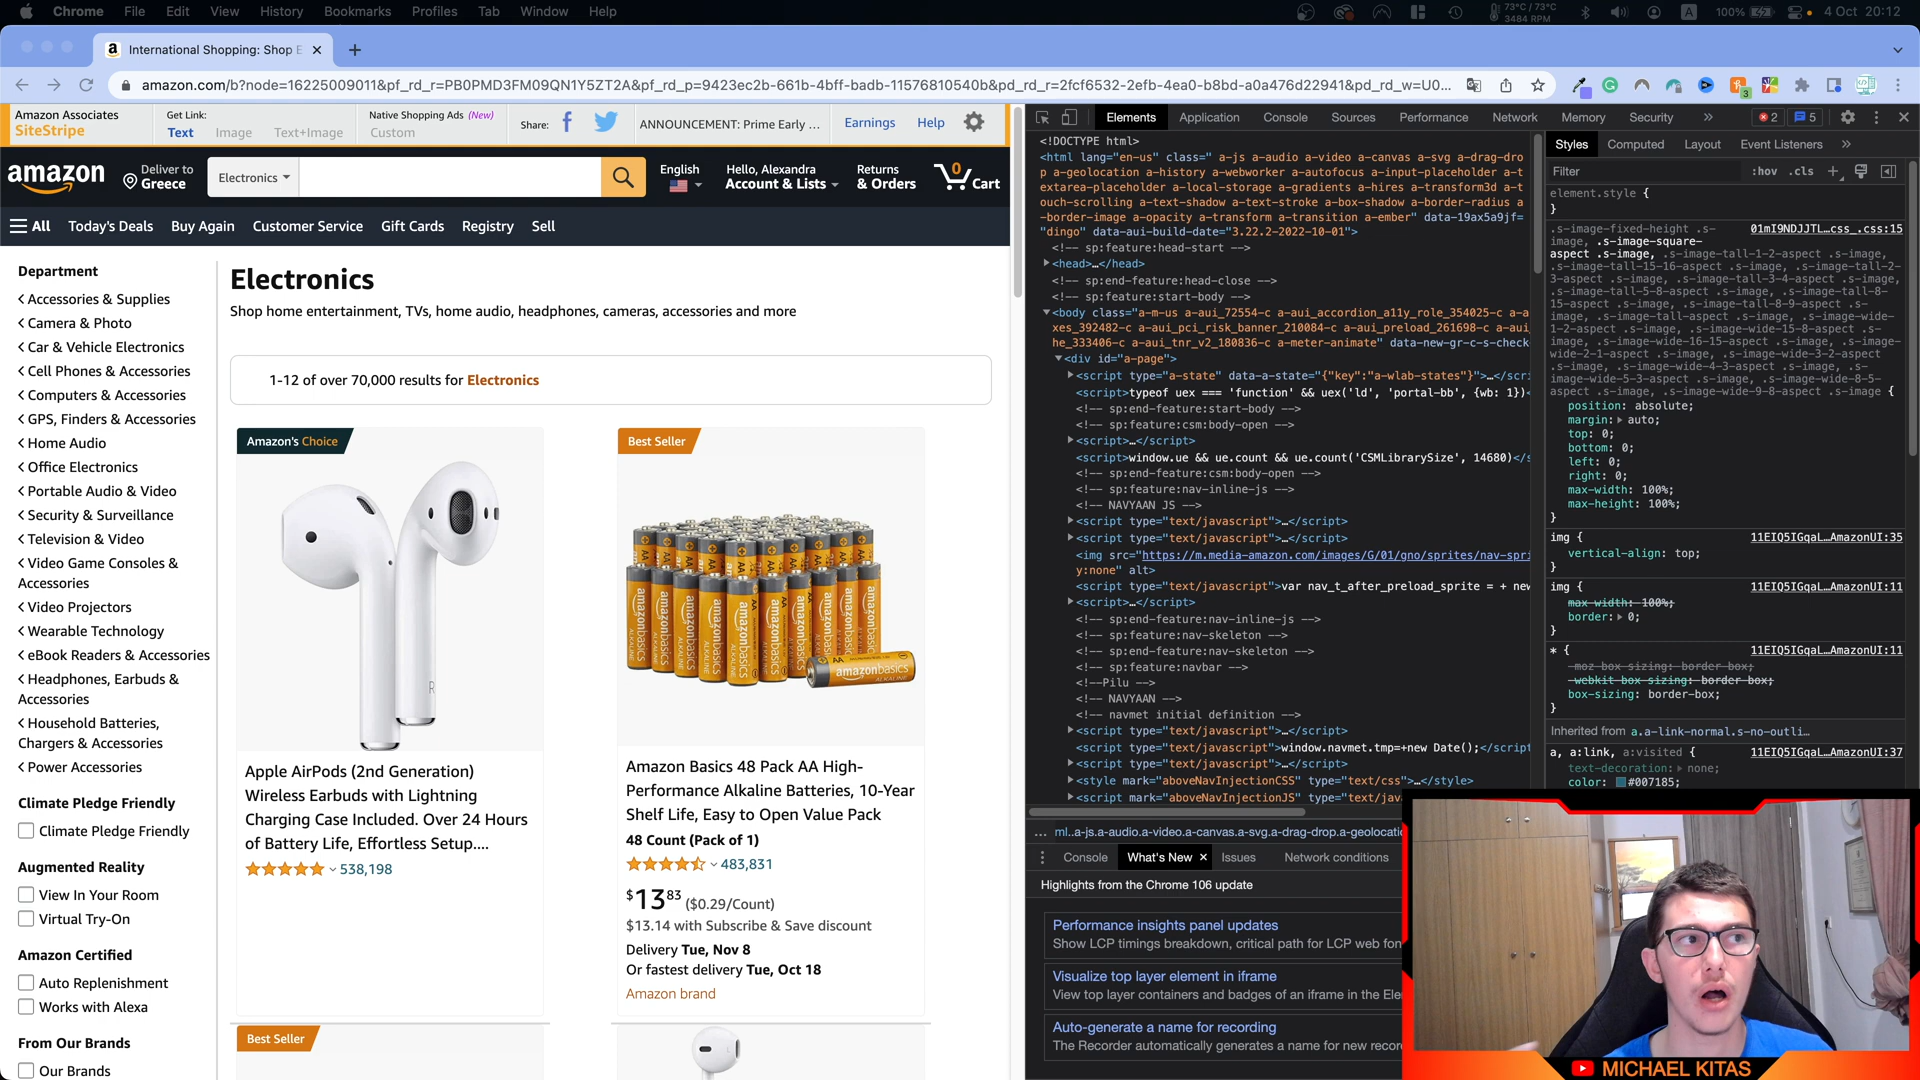 Chrome File Edit View History Bookmarks Profiles Tab Window Help
73°C / 73°C
3484 RPM
A 100% 4 Oct 20:12
a International Shopping: Shop E
amazon.com/b?node=16225009011&pf_rd_r=PB0PMD3FM09QN1Y5ZT2A&pf_rd_p=9423ec2b-661b-4bff-badb-11576810540b&pd_rd_r=2fcf6532-2efb-4ea0-b8bd-a0a476d22941&pd_rd_w=U0...
3
Amazon Associates
SiteStripe
Get Link:
Text Image Text+Image
Native Shopping Ads (New)
Custom
Share:
ANNOUNCEMENT: Prime Early ...
Earnings Help
amazon
Deliver to
Greece
Electronics
English
Hello, Alexandra
Account & Lists
Returns
& Orders
0
Cart
All Today's Deals Buy Again Customer Service Gift Cards Registry Sell
Department
Accessories & Supplies
Camera & Photo
Car & Vehicle Electronics
Cell Phones & Accessories
Computers & Accessories
GPS, Finders & Accessories
Home Audio
Office Electronics
Portable Audio & Video
Security & Surveillance
Television & Video
Video Game Consoles &
Accessories
Video Projectors
Wearable Technology
eBook Readers & Accessories
Headphones, Earbuds &
Accessories
Household Batteries,
Chargers & Accessories
Power Accessories
Climate Pledge Friendly
Climate Pledge Friendly
Augmented Reality
View In Your Room
Virtual Try-On
Amazon Certified
Auto Replenishment
Works with Alexa
From Our Brands
Our Brands
Electronics
Shop home entertainment, TVs, home audio, headphones, cameras, accessories and more
1-12 of over 70,000 results for Electronics
Amazon's Choice
R
Apple AirPods (2nd Generation)
Wireless Earbuds with Lightning
Charging Case Included. Over 24 Hours
of Battery Life, Effortless Setup....
538,198
Best Seller
Best Seller
amazonbasics
Amazon Basics 48 Pack AA High-
Performance Alkaline Batteries, 10-Year
Shelf Life, Easy to Open Value Pack
48 Count (Pack of 1)
483,831
$13 83 ($0.29/Count)
$13.14 with Subscribe & Save discount
Delivery Tue, Nov 8
Or fastest delivery Tue, Oct 18
Amazon brand
Elements Application Console Sources Performance Network Memory Security » 2 5
<!DOCTYPE html>
<html lang="en-us" class=" a-js a-audio a-video a-canvas a-svg a-drag-dro
p a-geolocation a-history a-webworker a-autofocus a-input-placeholder a-t
extarea-placeholder a-local-storage a-gradients a-hires a-transform3d a-t
ouch-scrolling a-text-shadow a-text-stroke a-box-shadow a-border-radius a
-border-image a-opacity a-transform a-transition a-ember" data-19ax5a9jf=
"dingo" data-aui-build-date="3.22.2-2022-10-01">
<!-- sp:feature:head-start -->
<head>…</head>
<!-- sp:end-feature:head-close -->
<!-- sp:feature:start-body -->
<body class="a-m-us a-aui_72554-c a-aui_accordion_a11y_role_354025-c a-a
xes_392482-c a-aui_pci_risk_banner_210084-c a-aui_preload_261698-c a-aui_
he_333406-c a-aui_tnr_v2_180836-c a-meter-animate" data-new-gr-c-s-check
<div id="a-page">
<script type="a-state" data-a-state="{"key":"a-wlab-states"}">…</scri
<script>typeof uex === 'function' && uex('ld', 'portal-bb', {wb: 1})<
<!-- sp:end-feature:start-body -->
<!-- sp:feature:csm:body-open -->
<script>…</script>
<script>window.ue && ue.count && ue.count('CSMLibrarySize', 14680)</s
<!-- sp:end-feature:csm:body-open -->
<!-- sp:feature:nav-inline-js -->
<!-- NAVYAAN JS -->
<script type="text/javascript">…</script>
<script type="text/javascript">…</script>
<img src="https://m.media-amazon.com/images/G/01/gno/sprites/nav-spri
y:none" alt>
<script type="text/javascript">var nav_t_after_preload_sprite = + new
<script>…</script>
<!-- sp:end-feature:nav-inline-js -->
<!-- sp:feature:nav-skeleton -->
<!-- sp:end-feature:nav-skeleton -->
<!-- sp:feature:navbar -->
<!--Pilu -->
<!-- NAVYAAN -->
<!-- navmet initial definition -->
<script type="text/javascript">…</script>
<script type="text/javascript">window.navmet.tmp=+new Date();</script
<script type="text/javascript">…</script>
<style mark="aboveNavInjectionCSS" type="text/css">…</style>
<script mark="aboveNavInjectionJS" type="text/jav
... ml..a-js.a-audio.a-video.a-canvas.a-svg.a-drag-drop.a-geolocatio
Console What's New × Issues Network conditions
Highlights from the Chrome 106 update
Performance insights panel updates
Show LCP timings breakdown, critical path for LCP web fon
Visualize top layer element in iframe
View top layer containers and badges of an iframe in the Ele
Auto-generate a name for recording
The Recorder automatically generates a name for new recor
Styles Computed Layout Event Listeners »
Filter :hov .cls +
element.style {
}
.s-image-fixed-height .s- 01mI9NDJJTL…css_.css:15
image, .s-image-square-
aspect .s-image, .s-image-tall-1-2-aspect .s-image,
.s-image-tall-15-16-aspect .s-image, .s-image-tall-2-
3-aspect .s-image, .s-image-tall-3-4-aspect .s-image,
.s-image-tall-5-8-aspect .s-image, .s-image-tall-8-
15-aspect .s-image, .s-image-tall-8-9-aspect .s-
image, .s-image-tall-aspect .s-image, .s-image-wide-
1-2-aspect .s-image, .s-image-wide-15-8-aspect .s-
image, .s-image-wide-16-15-aspect .s-image, .s-image-
wide-2-1-aspect .s-image, .s-image-wide-3-2-aspect
.s-image, .s-image-wide-4-3-aspect .s-image, .s-
image-wide-5-3-aspect .s-image, .s-image-wide-8-5-
aspect .s-image, .s-image-wide-9-8-aspect .s-image {
position: absolute;
margin: auto;
top: 0;
bottom: 0;
left: 0;
right: 0;
max-width: 100%;
max-height: 100%;
}
img { 11EIQ5IGqaL…AmazonUI:35
vertical-align: top;
}
img { 11EIQ5IGqaL…AmazonUI:11
max-width: 100%;
border: 0;
}
* { 11EIQ5IGqaL…AmazonUI:11
-moz-box-sizing: border-box;
-webkit-box-sizing: border-box;
box-sizing: border-box;
}
Inherited from a.a-link-normal.s-no-outli…
a, a:link, a:visited { 11EIQ5IGqaL…AmazonUI:37
text-decoration: none;
color: #007185;
MICHAEL KITAS